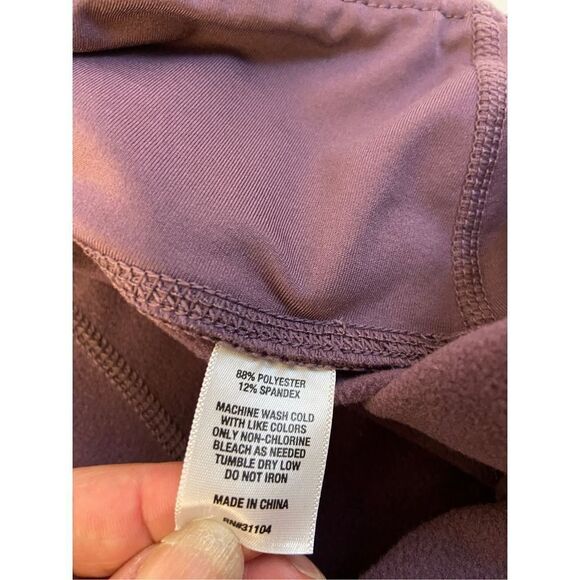 88% POLYESTER
12% SPANDEX
MACHINE WASH COLD
WITH LIKE COLORS
ONLY NON-CHLORINE
BLEACH AS NEEDED
TUMBLE DRY LOW
DO NOT IRON
MADE IN CHINA
RN#31104